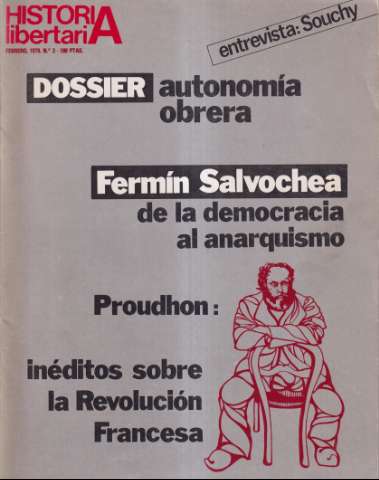 HISTORIA
libertariA
FEBRERO, 1979. N.º 3 - 100 PTAS.
entrevista: Souchy
DOSSIER autonomía
obrera
Fermín Salvochea
de la democracia
al anarquismo
Proudhon:
inéditos sobre
la Revolución
Francesa